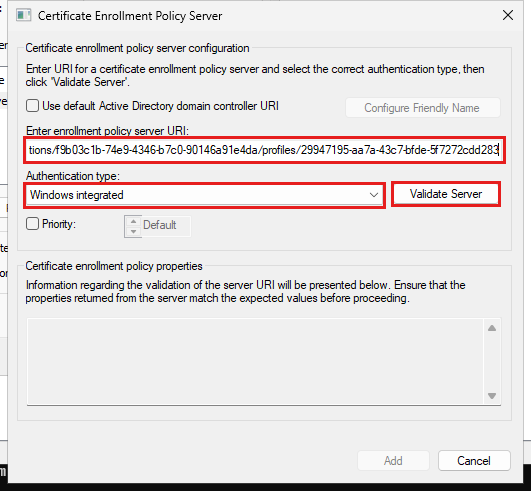 Certificate Enrollment Policy Server
Certificate enrollment policy server configuration
Enter URI for a certificate enrollment policy server and select the correct authentication type, then
click 'Validate Server'.
Use default Active Directory domain controller URI
Configure Friendly Name
Enter enrollment policy server URI:
tions/f9b03c1b-74e9-4346-b7c0-90146a91e4da/profiles/29947195-aa7a-43c7-bfde-5f7272cdd283
Authentication type:
Windows integrated
Validate Server
Priority:
Default
Certificate enrollment policy properties
Information regarding the validation of the server URI will be presented below. Ensure that the
properties returned from the server match the expected values before proceeding.
Add
Cancel